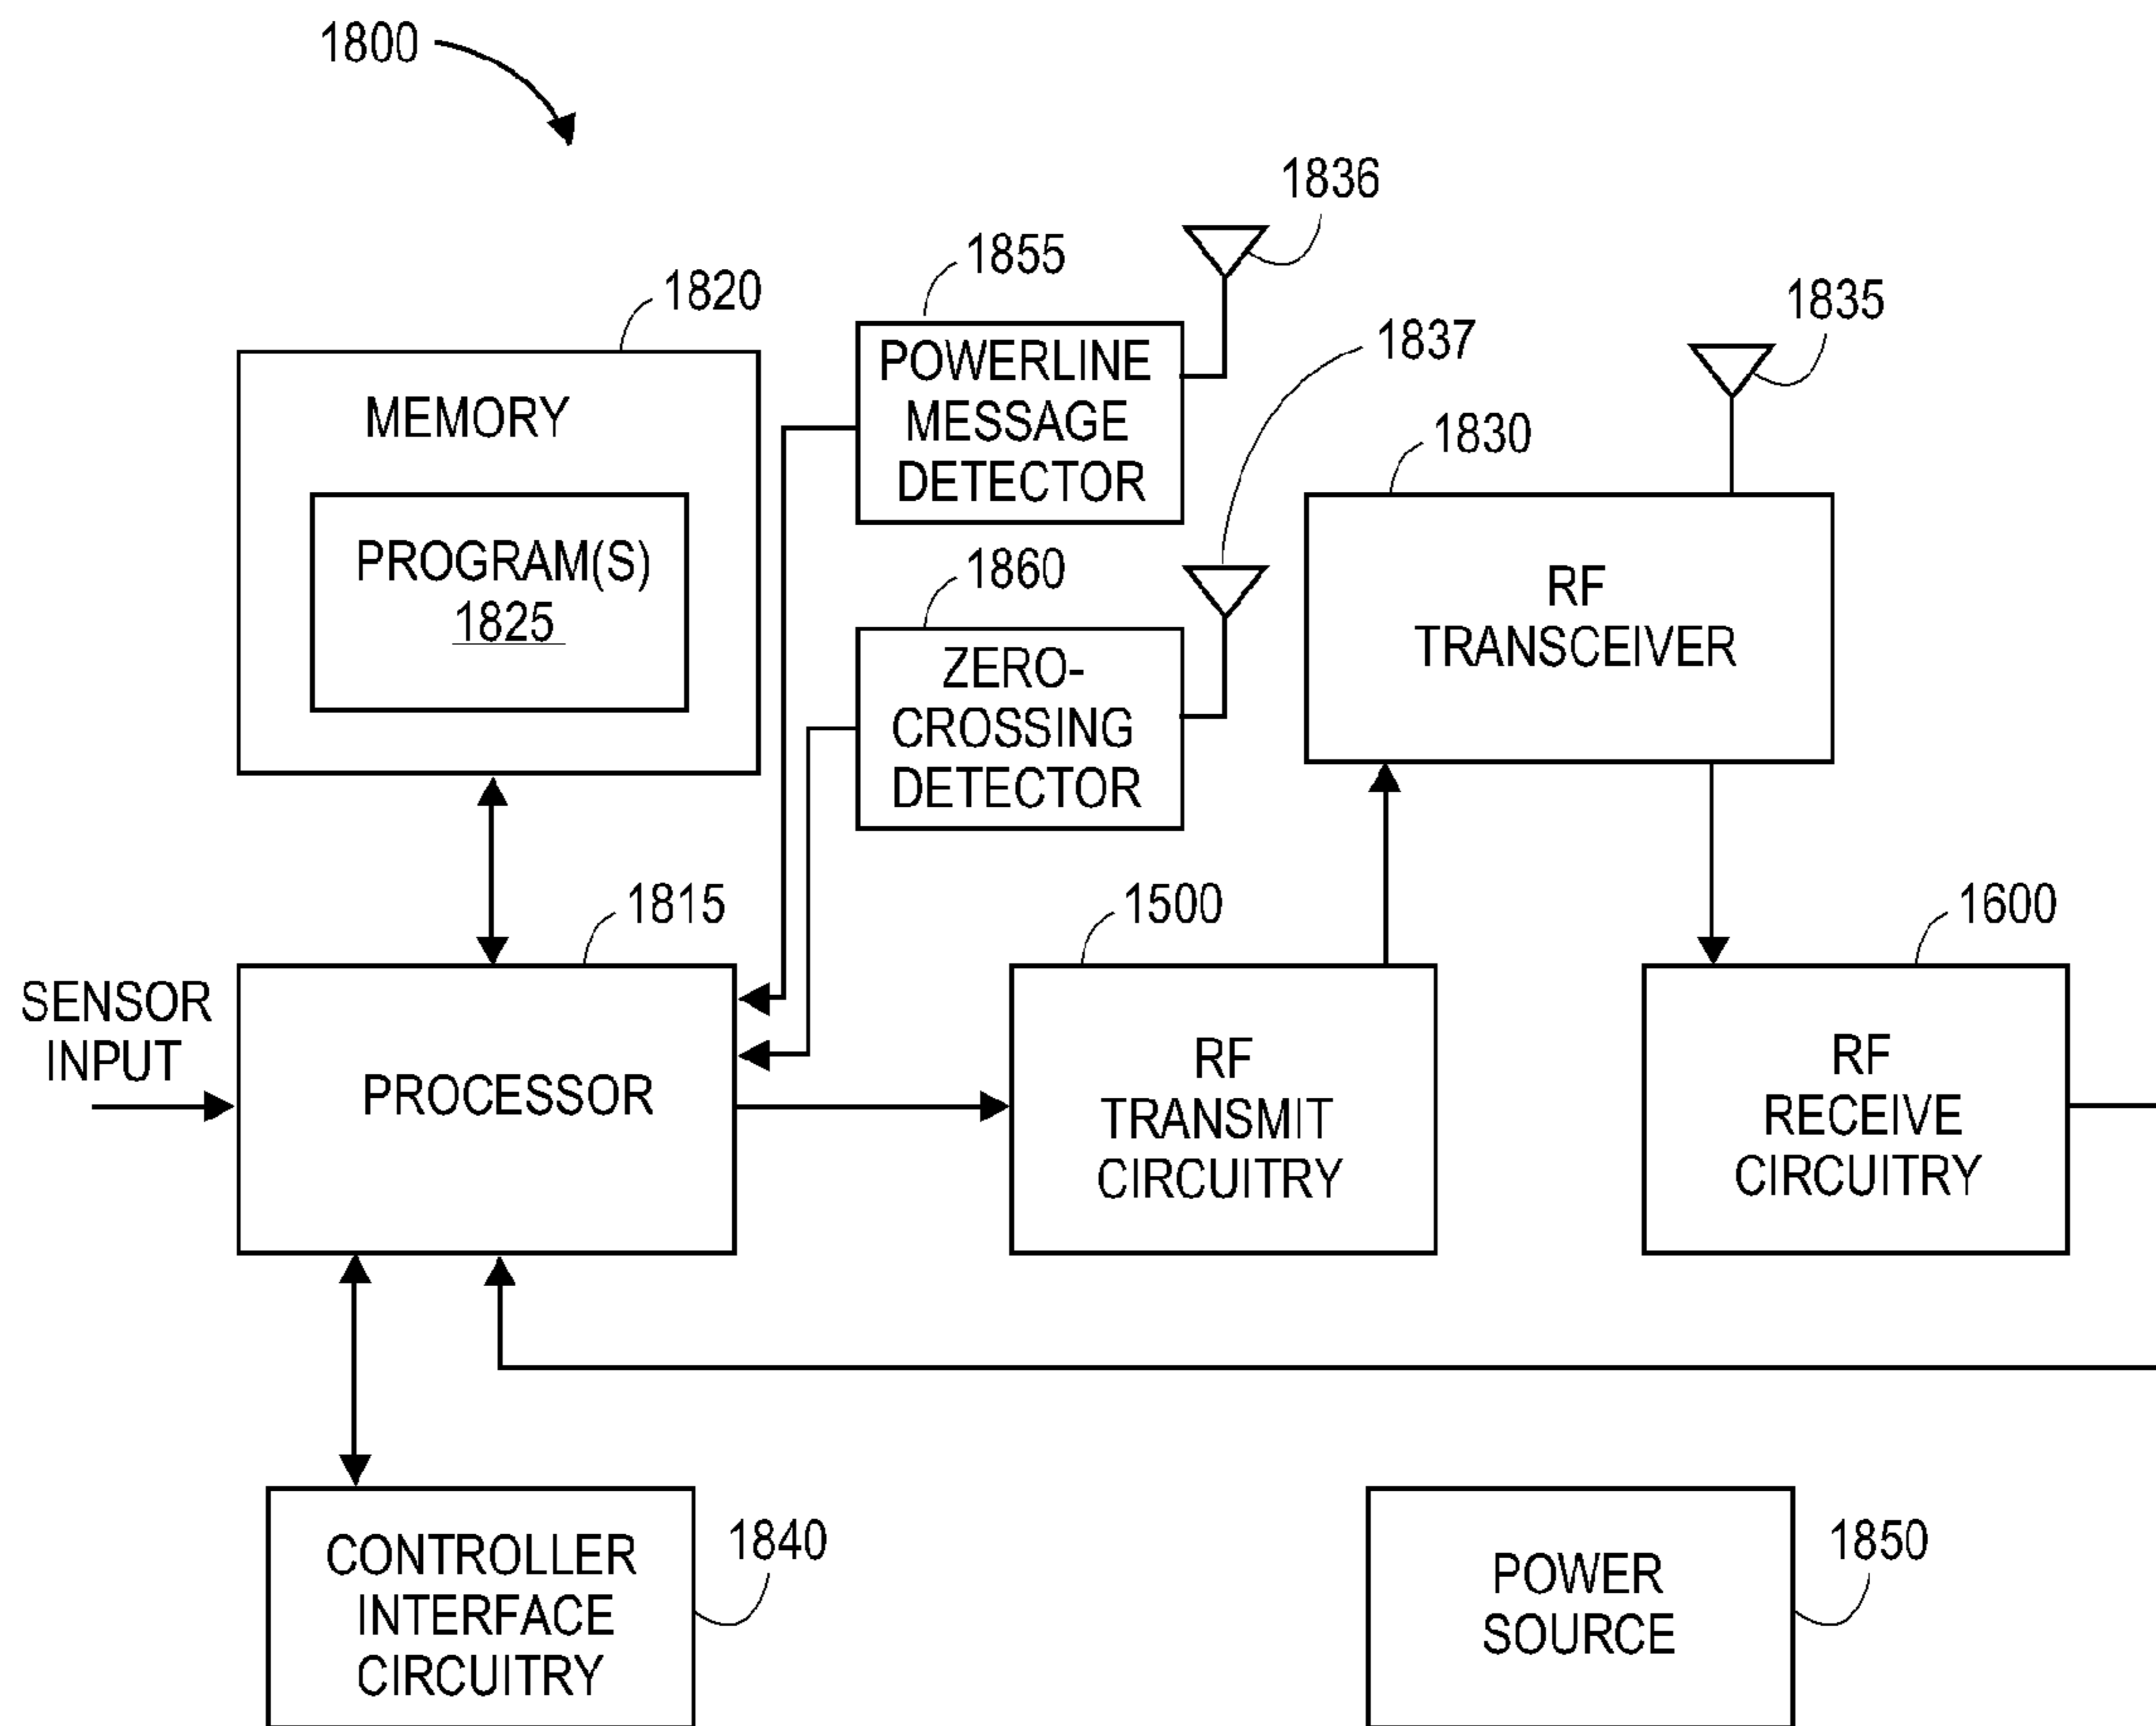 1800
1836
1855
1835
1820
1837
POWERLINE
MESSAGE
DETECTOR
MEMORY
1830
PROGRAM(S)
1825
1860
ZERO-
CROSSING
DETECTOR
RF
TRANSCEIVER
1815
1500
1600
SENSOR
INPUT
PROCESSOR
RF
TRANSMIT
CIRCUITRY
RF
RECEIVE
CIRCUITRY
CONTROLLER
INTERFACE
CIRCUITRY
1840
POWER
SOURCE
1850